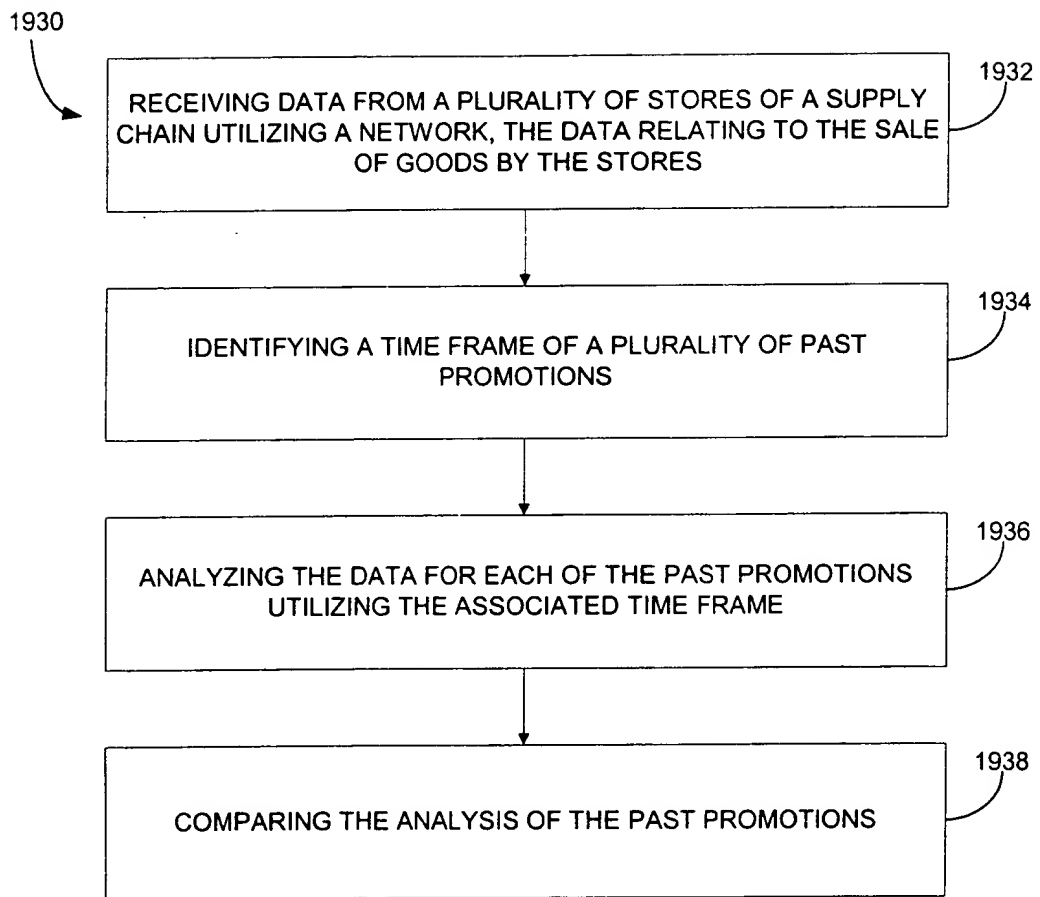 1930
1932
RECEIVING DATA FROM A PLURALITY OF STORES OF A SUPPLY
CHAIN UTILIZING A NETWORK, THE DATA RELATING TO THE SALE
OF GOODS BY THE STORES
1934
IDENTIFYING A TIME FRAME OF A PLURALITY OF PAST
PROMOTIONS
1936
ANALYZING THE DATA FOR EACH OF THE PAST PROMOTIONS
UTILIZING THE ASSOCIATED TIME FRAME
1938
COMPARING THE ANALYSIS OF THE PAST PROMOTIONS